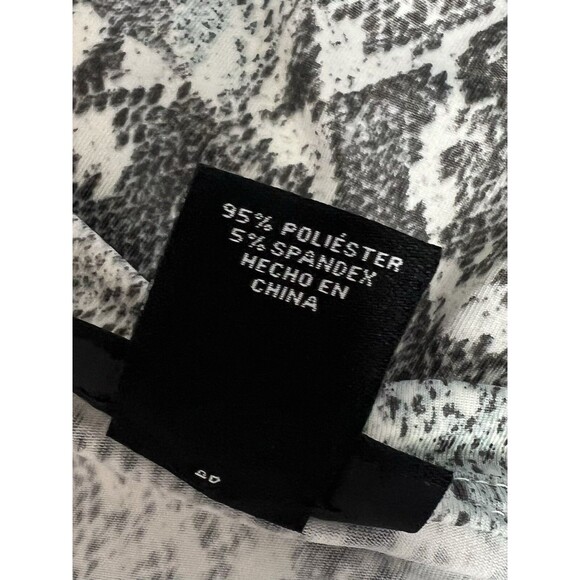 95% POLIÉSTER
5% SPANDEX
HECHO EN
CHINA